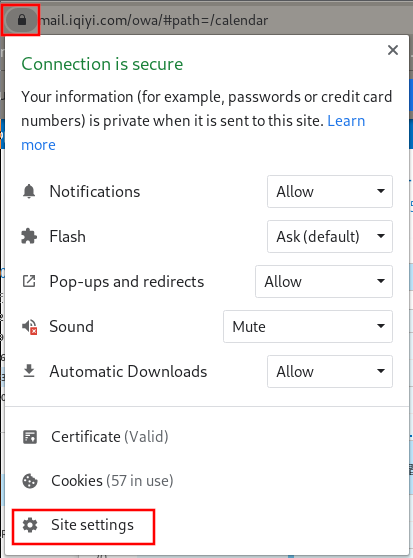 mail.iqiyi.com/owa/#path=/calendar
Connection is secure
Your information (for example, passwords or credit card
numbers) is private when it is sent to this site. Learn
more
Notifications Allow
Flash Ask (default)
Pop-ups and redirects Allow
Sound Mute
Automatic Downloads Allow
Certificate (Valid)
Cookies (57 in use)
Site settings